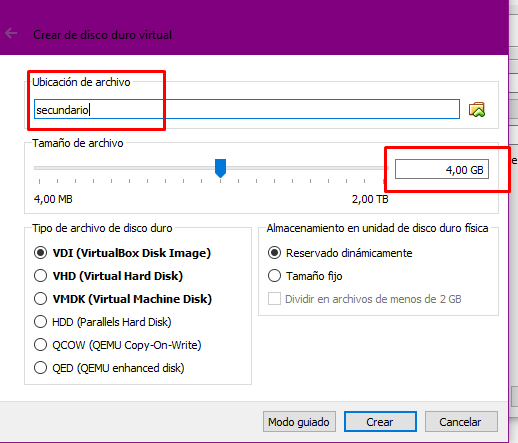 Crear de disco duro virtual
Ubicación de archivo
secundario
Tamaño de archivo
4,00 GB
4,00 MB 2,00 TB
Tipo de archivo de disco duro
VDI (VirtualBox Disk Image)
VHD (Virtual Hard Disk)
VMDK (Virtual Machine Disk)
HDD (Parallels Hard Disk)
QCOW (QEMU Copy-On-Write)
QED (QEMU enhanced disk)
Almacenamiento en unidad de disco duro física
Reservado dinámicamente
Tamaño fijo
Dividir en archivos de menos de 2 GB
Modo guiado Crear Cancelar